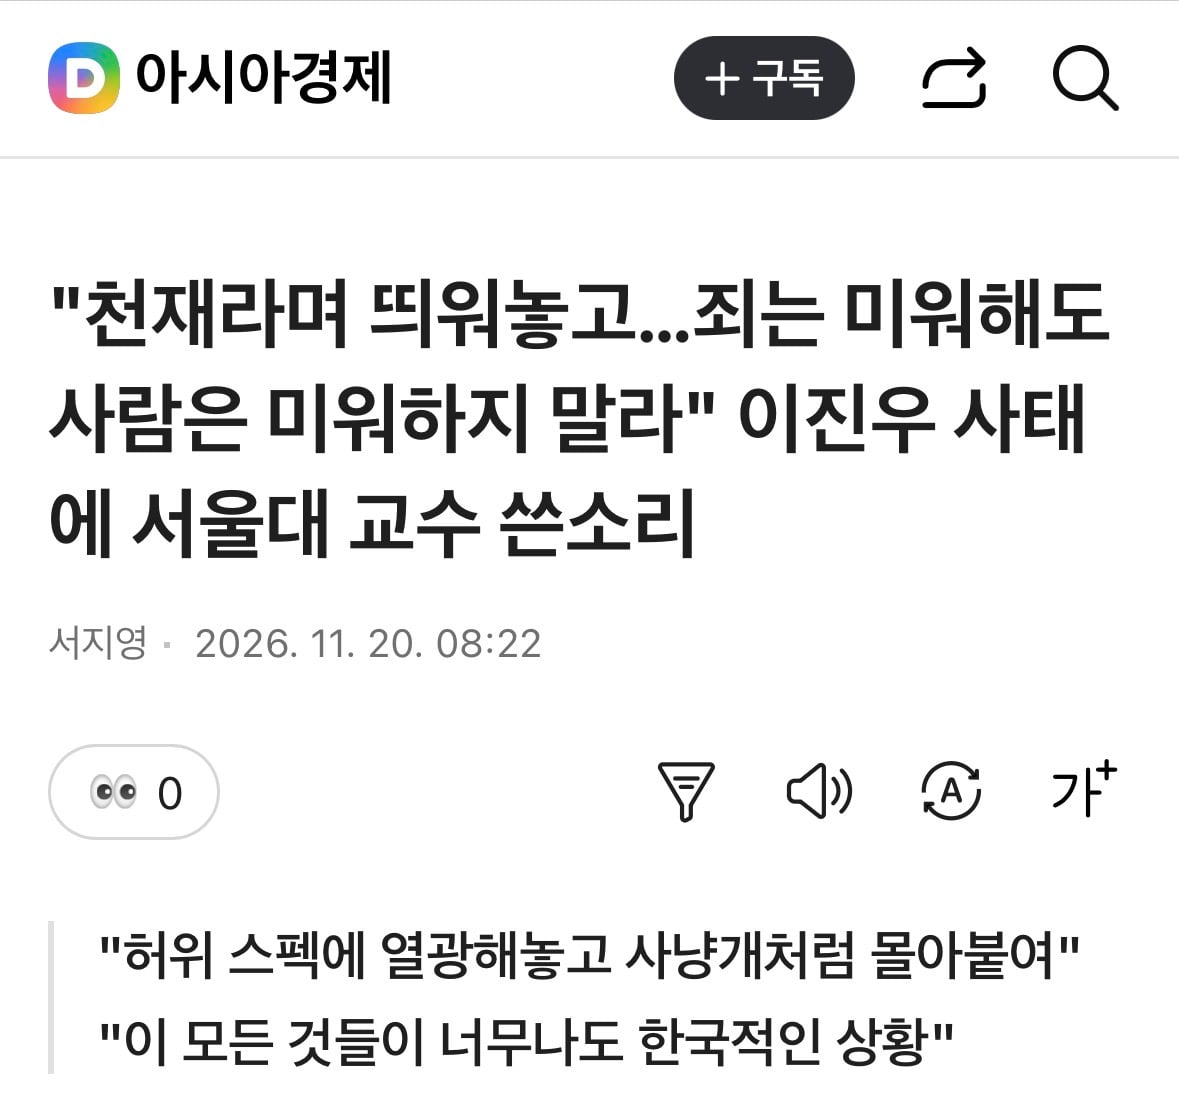 아시아경제
+ 구독
"천재라며 띄워놓고...죄는 미워해도
사람은 미워하지 말라" 이진우 사태
에 서울대 교수 쓴소리
서지영 · 2026. 11. 20. 08:22
👀 0
A
가+
"허위 스펙에 열광해놓고 사냥개처럼 몰아붙여"
"이 모든 것들이 너무나도 한국적인 상황"